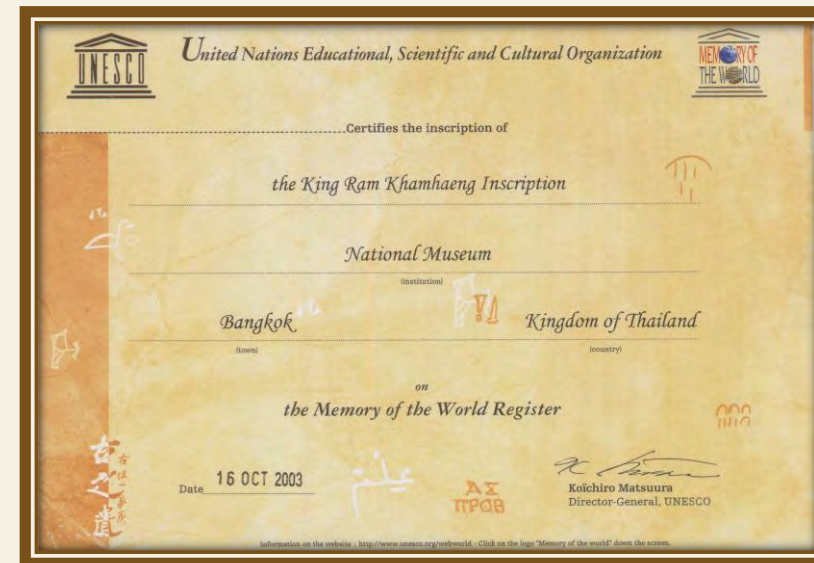 UNESCO
United Nations Educational, Scientific and Cultural Organization
MEMORY OF
THE WORLD
Certifies the inscription of
the King Ram Khamhaeng Inscription
National Museum
(institution)
Bangkok
(town)
Kingdom of Thailand
(country)
on
the Memory of the World Register
Date 16 OCT 2003
Koïchiro Matsuura
Director-General, UNESCO
ΑΣ
ΠΡΟΒ
Information on the website : http://www.unesco.org/webworld - Click on the logo "Memory of the world" down the screen.